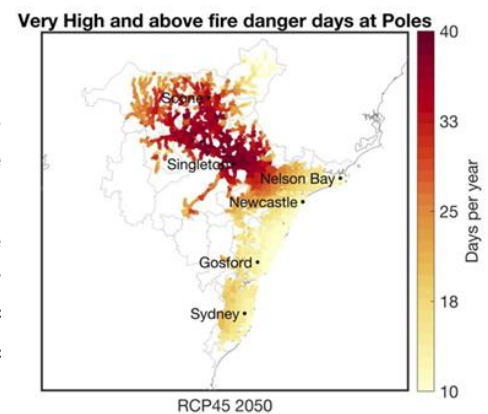 Very High and above fire danger days at Poles
40
Scone
33
Singleton
Nelson Bay
Newcastle
25
Days per year
Gosford
18
Sydney
10
RCP45 2050